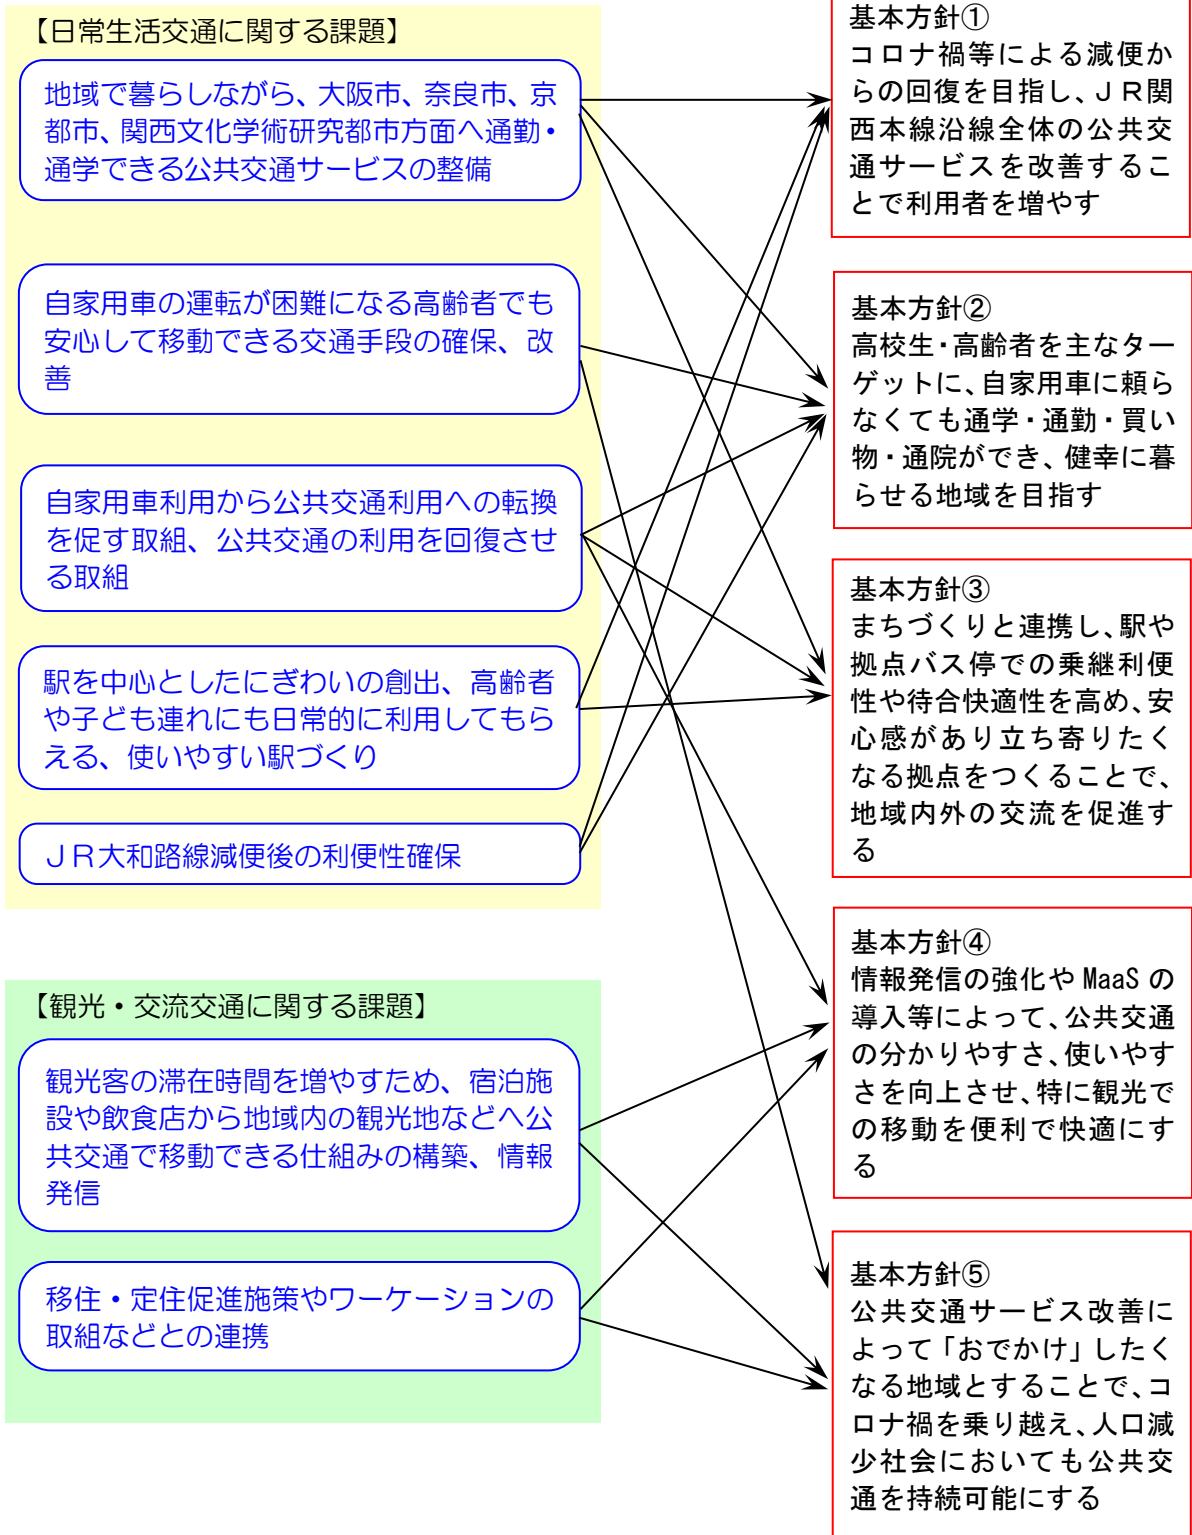 【日常生活交通に関する課題】
地域で暮らしながら、大阪市、奈良市、京
都市、関西文化学術研究都市方面へ通勤・
通学できる公共交通サービスの整備
自家用車の運転が困難になる高齢者でも
安心して移動できる交通手段の確保、改
善
自家用車利用から公共交通利用への転換
を促す取組、公共交通の利用を回復させ
る取組
駅を中心としたにぎわいの創出、高齢者
や子ども連れにも日常的に利用してもら
える、使いやすい駅づくり
ＪＲ大和路線減便後の利便性確保
【観光・交流交通に関する課題】
観光客の滞在時間を増やすため、宿泊施
設や飲食店から地域内の観光地などへ公
共交通で移動できる仕組みの構築、情報
発信
移住・定住促進施策やワーケーションの
取組などとの連携
基本方針①
コロナ禍等による減便か
らの回復を目指し、ＪＲ関
西本線沿線全体の公共交
通サービスを改善するこ
とで利用者を増やす
基本方針②
高校生・高齢者を主なター
ゲットに、自家用車に頼ら
なくても通学・通勤・買い
物・通院ができ、健幸に暮
らせる地域を目指す
基本方針③
まちづくりと連携し、駅や
拠点バス停での乗継利便
性や待合快適性を高め、安
心感があり立ち寄りたく
なる拠点をつくることで、
地域内外の交流を促進す
る
基本方針④
情報発信の強化や MaaS の
導入等によって、公共交通
の分かりやすさ、使いやす
さを向上させ、特に観光で
の移動を便利で快適にす
る
基本方針⑤
公共交通サービス改善に
よって「おでかけ」したく
なる地域とすることで、コ
ロナ禍を乗り越え、人口減
少社会においても公共交
通を持続可能にする